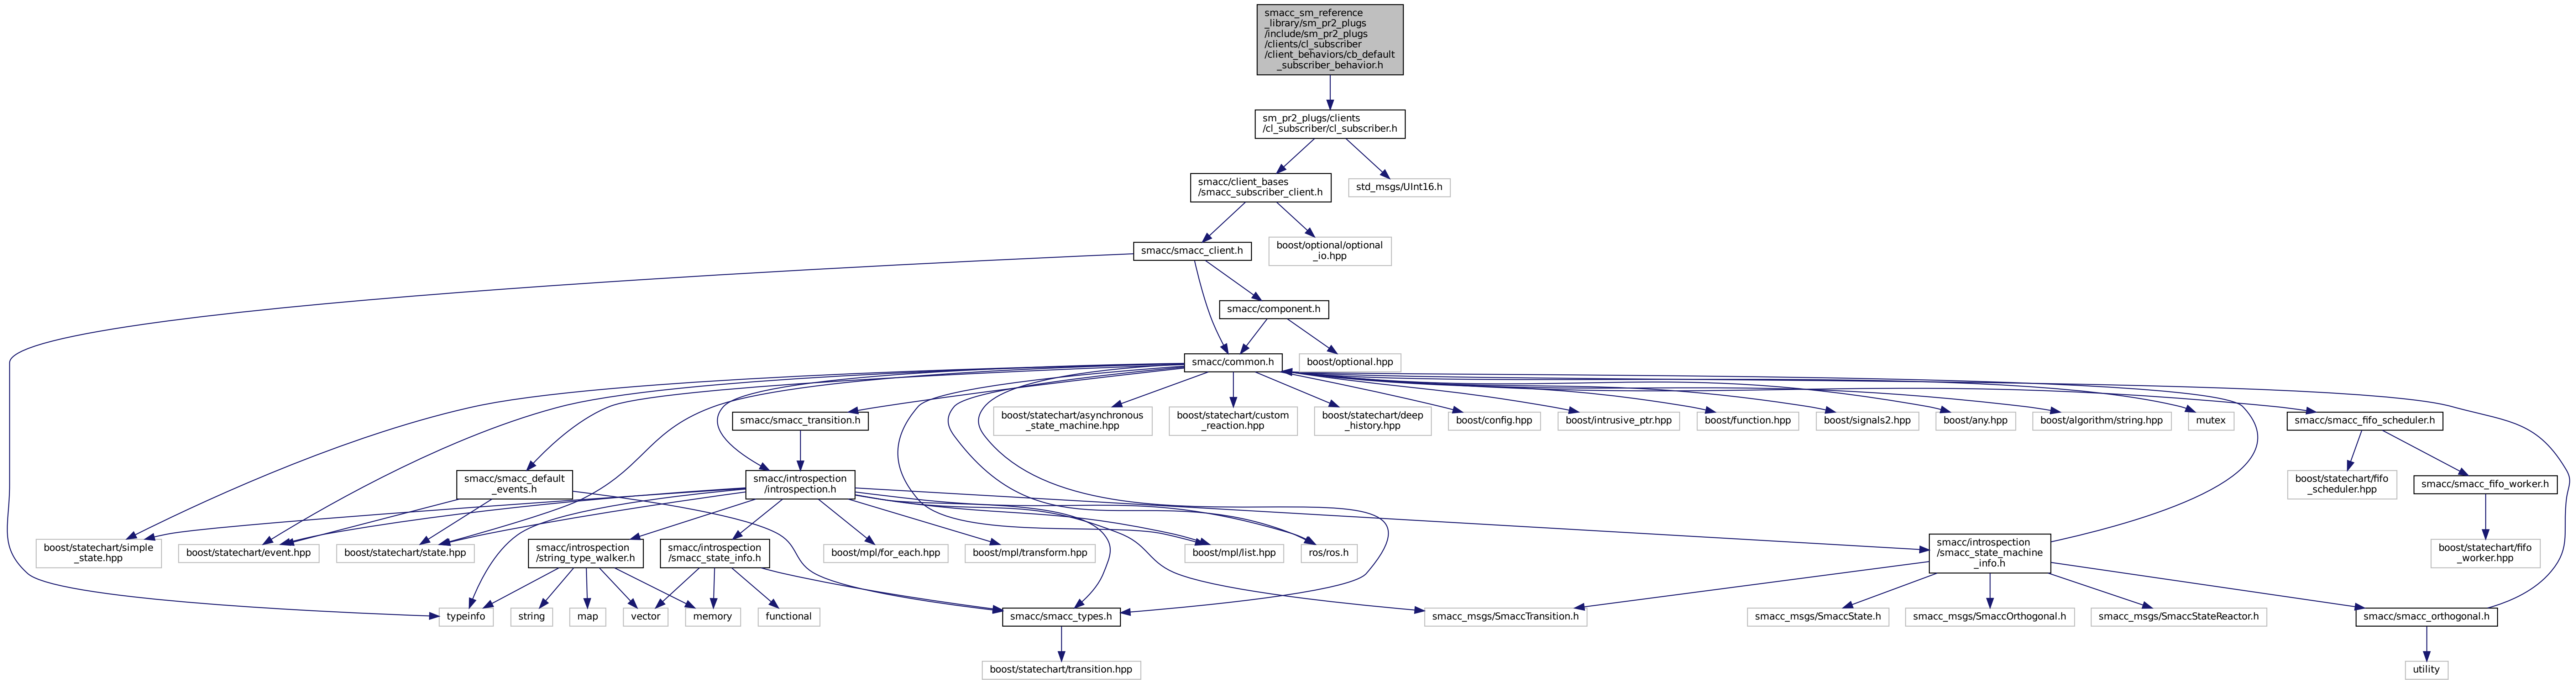 smacc_sm_reference
_library/sm_pr2_plugs
/include/sm_pr2_plugs
/clients/cl_subscriber
/client_behaviors/cb_default
_subscriber_behavior.h
sm_pr2_plugs/clients
/cl_subscriber/cl_subscriber.h
smacc/client_bases
/smacc_subscriber_client.h
std_msgs/UInt16.h
smacc/smacc_client.h
boost/optional/optional
_io.hpp
smacc/component.h
smacc/common.h
boost/optional.hpp
smacc/smacc_transition.h
boost/statechart/asynchronous
_state_machine.hpp
boost/statechart/custom
_reaction.hpp
boost/statechart/deep
_history.hpp
boost/config.hpp
boost/intrusive_ptr.hpp
boost/function.hpp
boost/signals2.hpp
boost/any.hpp
boost/algorithm/string.hpp
mutex
smacc/smacc_fifo_scheduler.h
smacc/smacc_default
_events.h
smacc/introspection
/introspection.h
boost/statechart/fifo
_scheduler.hpp
smacc/smacc_fifo_worker.h
boost/statechart/simple
_state.hpp
boost/statechart/event.hpp
boost/statechart/state.hpp
smacc/introspection
/string_type_walker.h
smacc/introspection
/smacc_state_info.h
boost/mpl/for_each.hpp
boost/mpl/transform.hpp
boost/mpl/list.hpp
ros/ros.h
smacc/introspection
/smacc_state_machine
_info.h
boost/statechart/fifo
_worker.hpp
typeinfo
string
map
vector
memory
functional
smacc/smacc_types.h
smacc_msgs/SmaccTransition.h
smacc_msgs/SmaccState.h
smacc_msgs/SmaccOrthogonal.h
smacc_msgs/SmaccStateReactor.h
smacc/smacc_orthogonal.h
boost/statechart/transition.hpp
utility